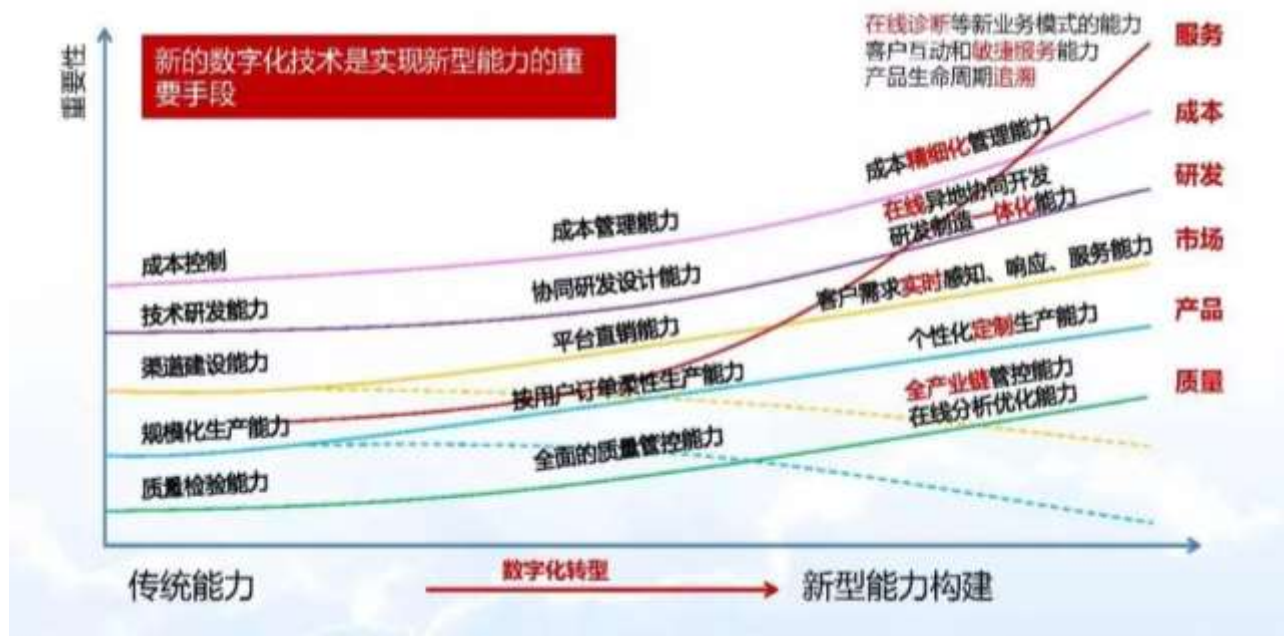 重要性
新的数字化技术是实现新型能力的重
要手段
在线诊断等新业务模式的能力
客户互动和敏捷服务能力
产品生命周期追溯
服务
成本
研发
市场
产品
质量
成本控制
成本管理能力
成本精细化管理能力
技术研发能力
协同研发设计能力
在线异地协同开发
研发制造一体化能力
渠道建设能力
平台直销能力
客户需求实时感知、响应、服务能力
规模化生产能力
按用户订单柔性生产能力
个性化定制生产能力
质量检验能力
全面的质量管控能力
全产业链管控能力
在线分析优化能力
传统能力
数字化转型
新型能力构建